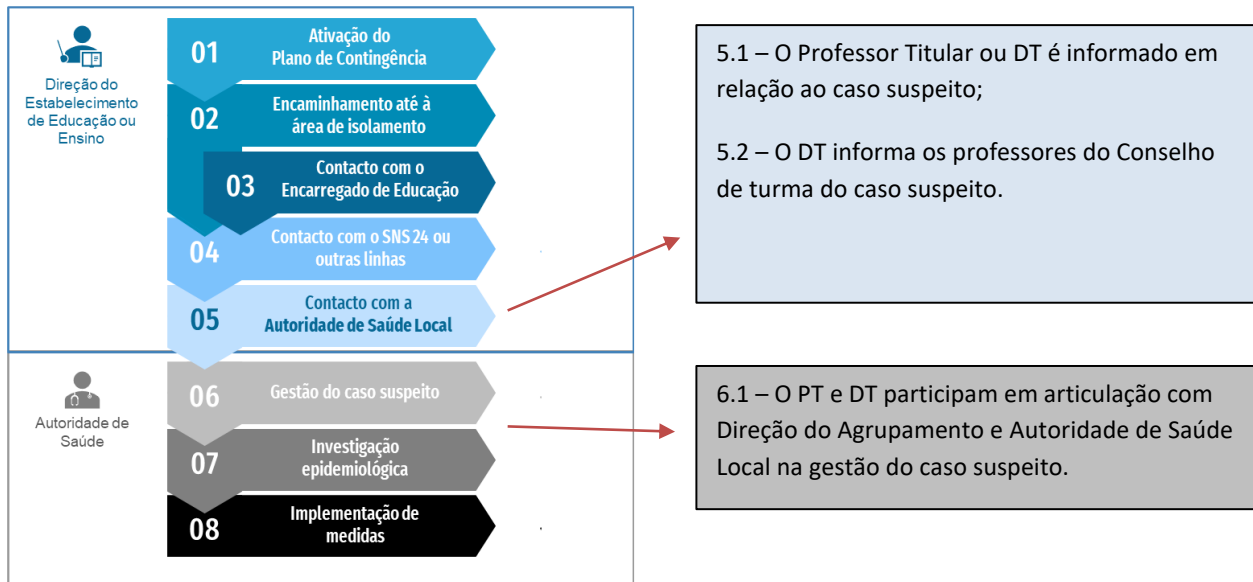 Direção do
Estabelecimento
de Educação ou
Ensino
01
Ativação do
Plano de Contingência
02
Encaminhamento até à
área de isolamento
03
Contacto com o
Encarregado de Educação
04
Contacto com o SNS 24 ou
outras linhas
05
Contacto com a
Autoridade de Saúde Local
5.1 – O Professor Titular ou DT é informado em
relação ao caso suspeito;
5.2 – O DT informa os professores do Conselho
de turma do caso suspeito.
Autoridade de
Saúde
06
Gestão do caso suspeito
07
Investigação
epidemiológica
08
Implementação de
medidas
6.1 – O PT e DT participam em articulação com
Direção do Agrupamento e Autoridade de Saúde
Local na gestão do caso suspeito.